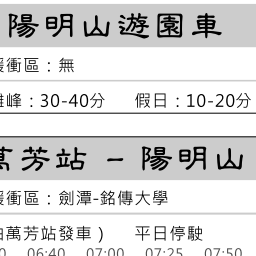 陽明山遊園車
緩衝區：無
離峰：30-40分 假日：10-20分
萬芳站 – 陽明山
緩衝區：劍潭-銘傳大學
由萬芳站發車） 平日停駛
06:40 07:00 07:25 07:50